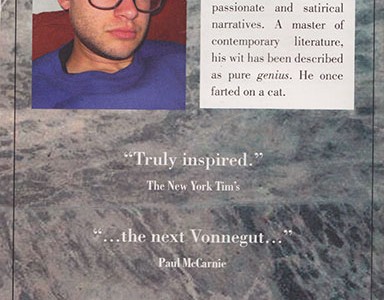 passionate and satirical
narratives. A master of
contemporary literature,
his wit has been described
as pure genius. He once
farted on a cat.
“Truly inspired.”
The New York Tim's
“...the next Vonnegut...”
Paul McCarnie